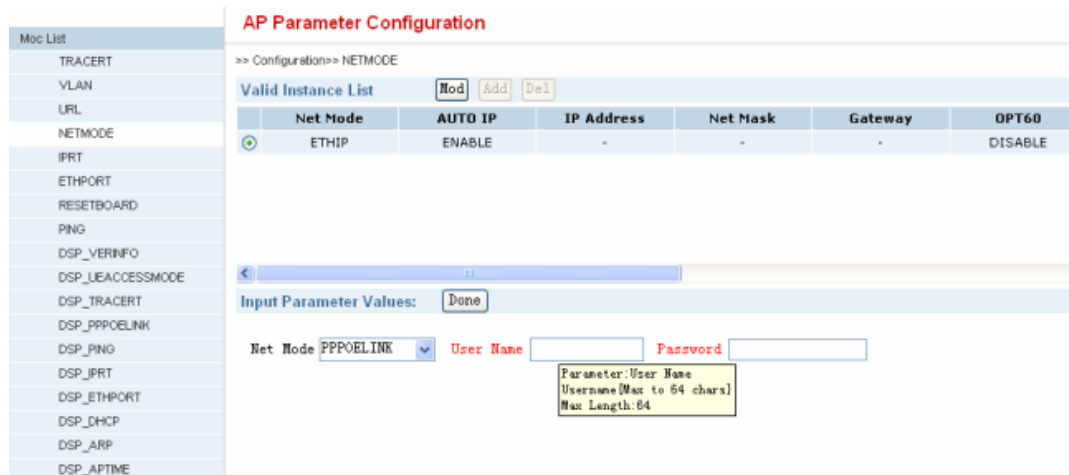 AP Parameter Configuration
Moc List
TRACERT
VLAN
URL
NETMODE
IPRT
ETHPORT
RESETBOARD
PING
DSP_VERINFO
DSP_UEACCESSMODE
DSP_TRACERT
DSP_PPPOELINK
DSP_PING
DSP_IPRT
DSP_ETHPORT
DSP_DHCP
DSP_ARP
DSP_APTIME
>> Configuration>> NETMODE
Valid Instance List Mod Add Del
Net Mode AUTO IP IP Address Net Mask Gateway OPT60
ETHIP ENABLE - - - DISABLE
Input Parameter Values: Done
Net Mode PPPOELINK User Name Password
Parameter:User Name
Username[Max to 64 chars]
Max Length:64